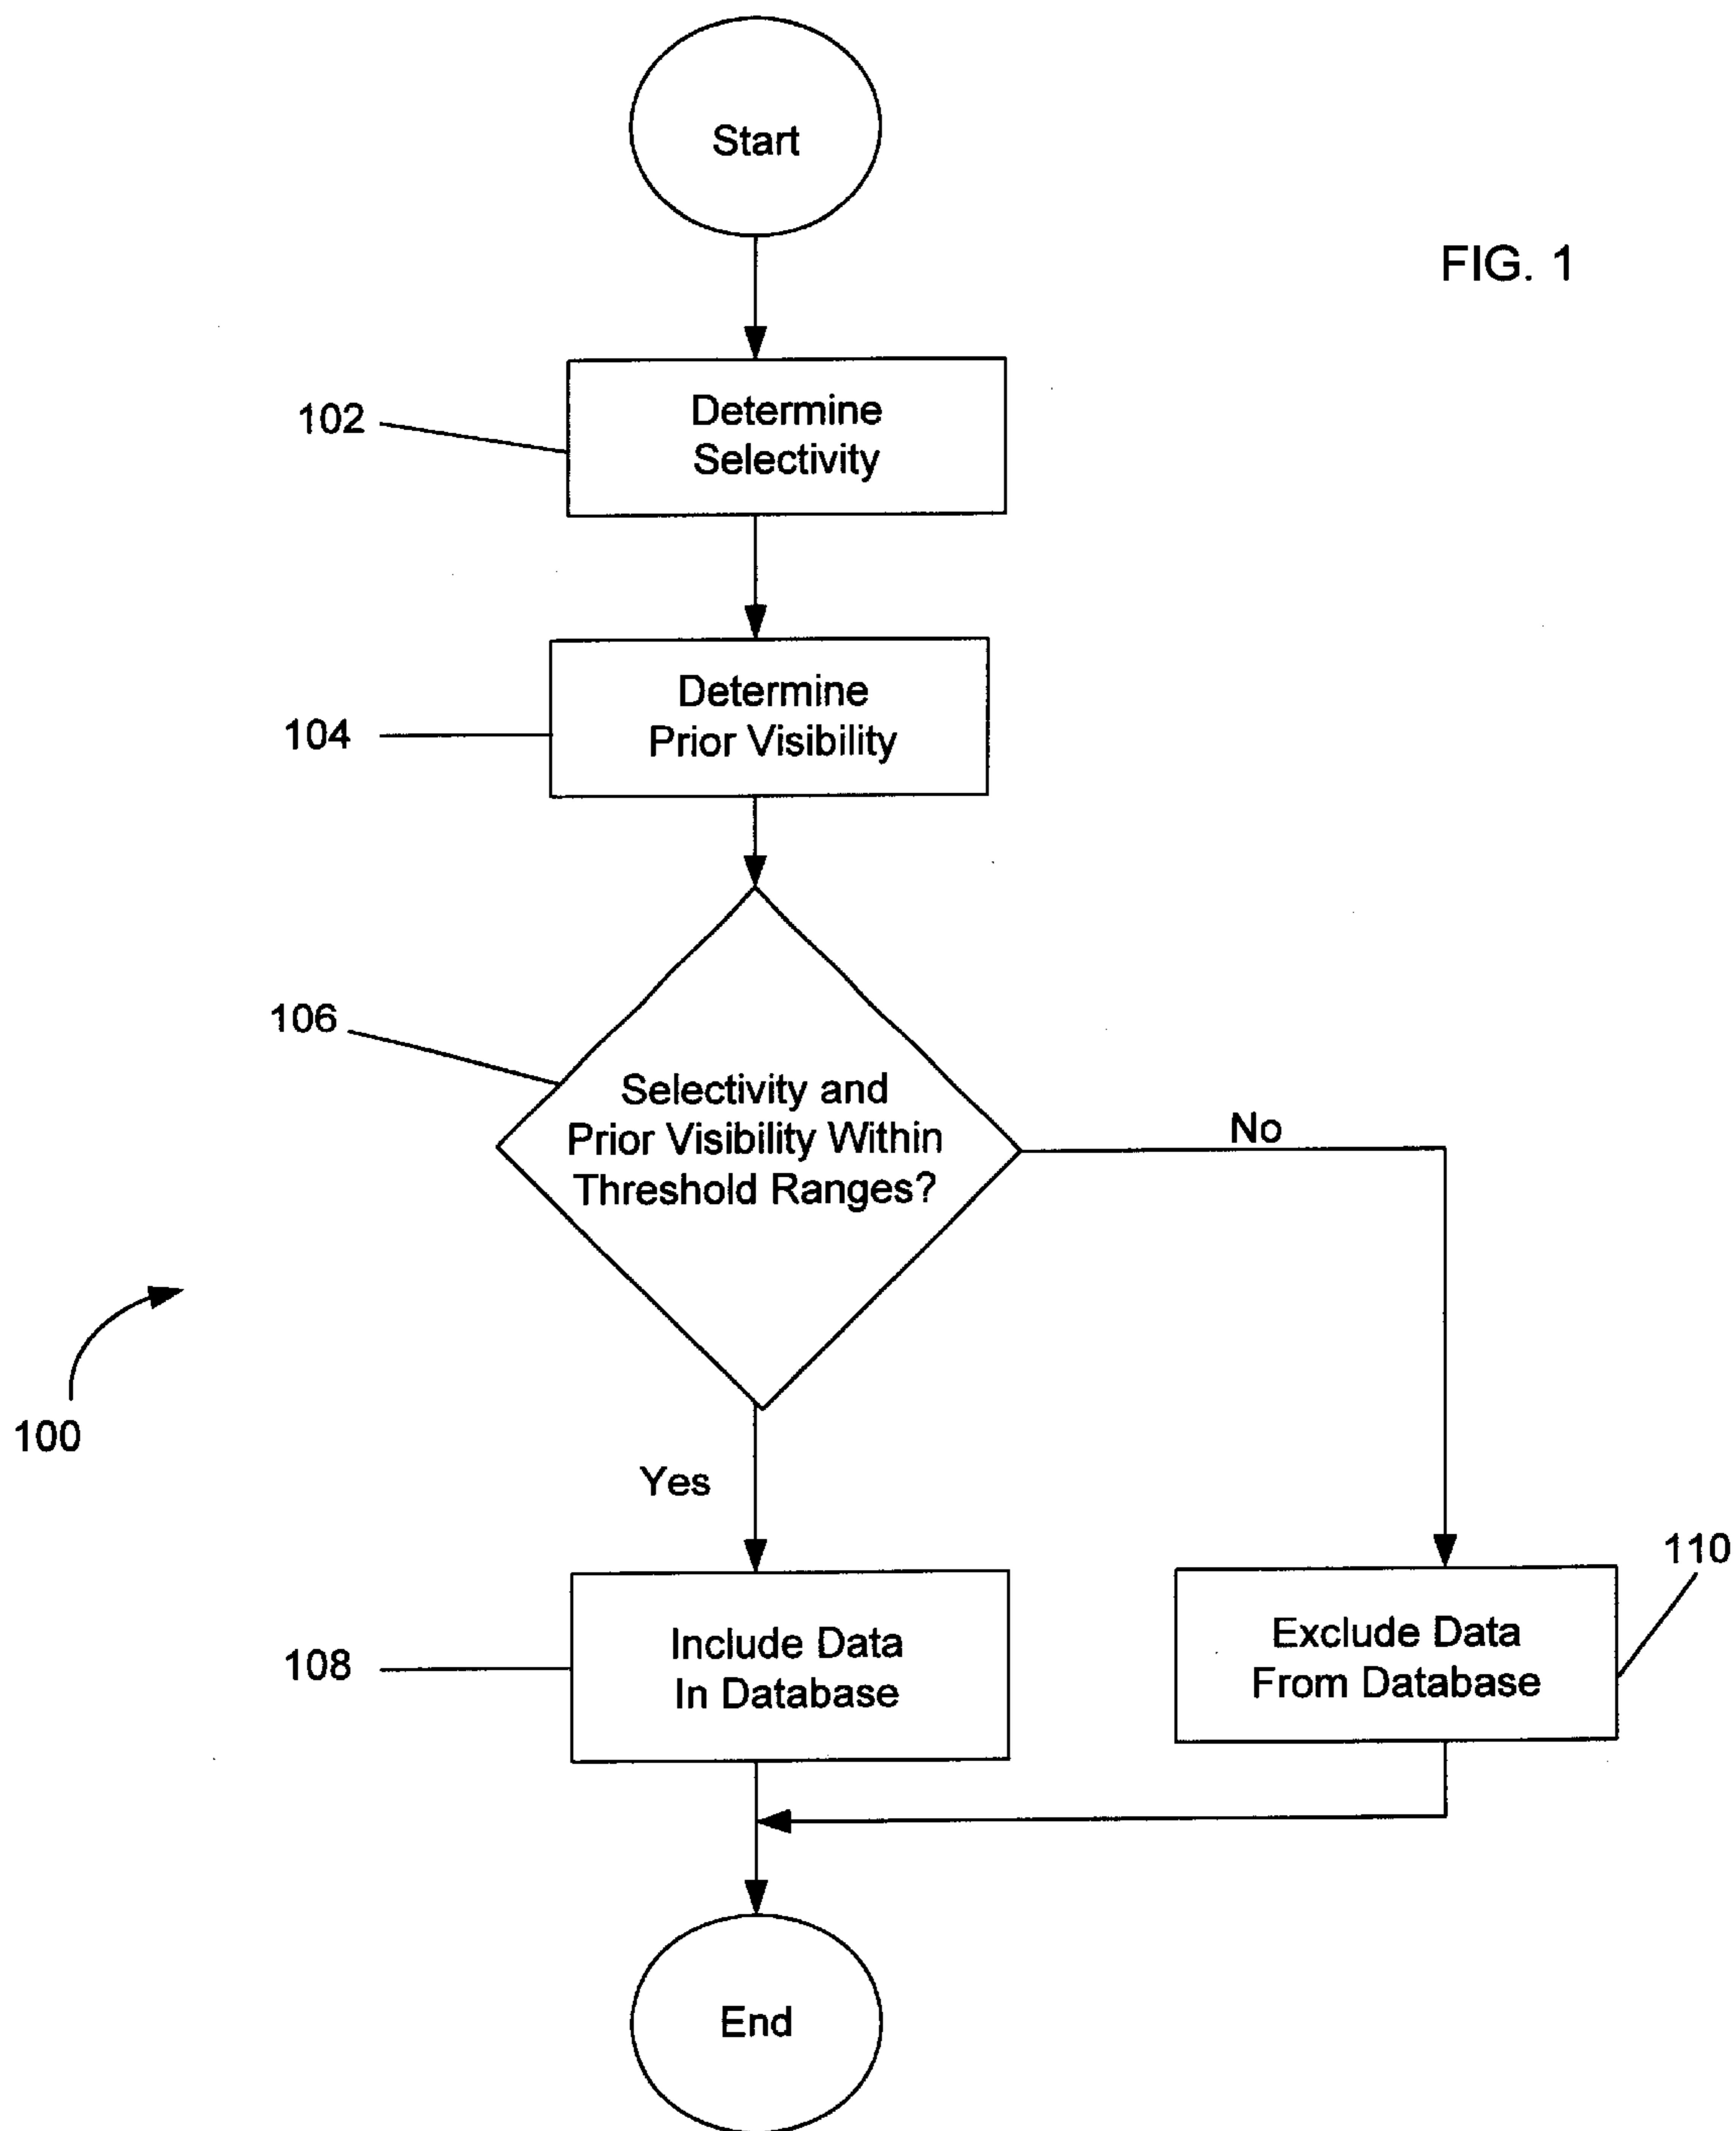 Start
FIG. 1
102
Determine
Selectivity
104
Determine
Prior Visibility
106
Selectivity and
Prior Visibility Within
Threshold Ranges?
No
100
Yes
110
108
Include Data
In Database
Exclude Data
From Database
End